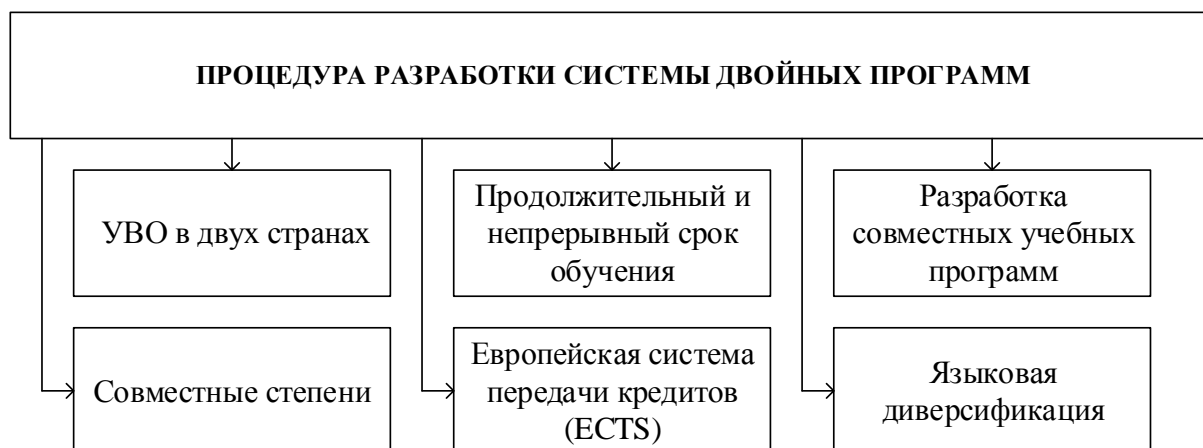 ПРОЦЕДУРА РАЗРАБОТКИ СИСТЕМЫ ДВОЙНЫХ ПРОГРАММ
УВО в двух странах
Продолжительный и
непрерывный срок
обучения
Разработка
совместных учебных
программ
Совместные степени
Европейская система
передачи кредитов
(ECTS)
Языковая
диверсификация